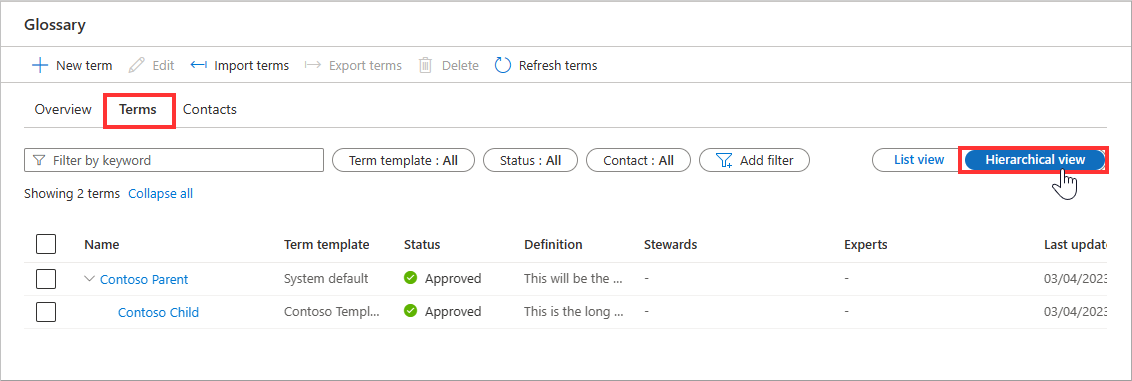 Glossary
New term Edit Import terms Export terms Delete Refresh terms
Overview Terms Contacts
Filter by keyword Term template : All Status : All Contact : All Add filter List view Hierarchical view
Showing 2 terms Collapse all
Name Term template Status Definition Stewards Experts Last update
Contoso Parent System default Approved This will be the ... - - 03/04/2023
Contoso Child Contoso Templ... Approved This is the long ... - - 03/04/2023